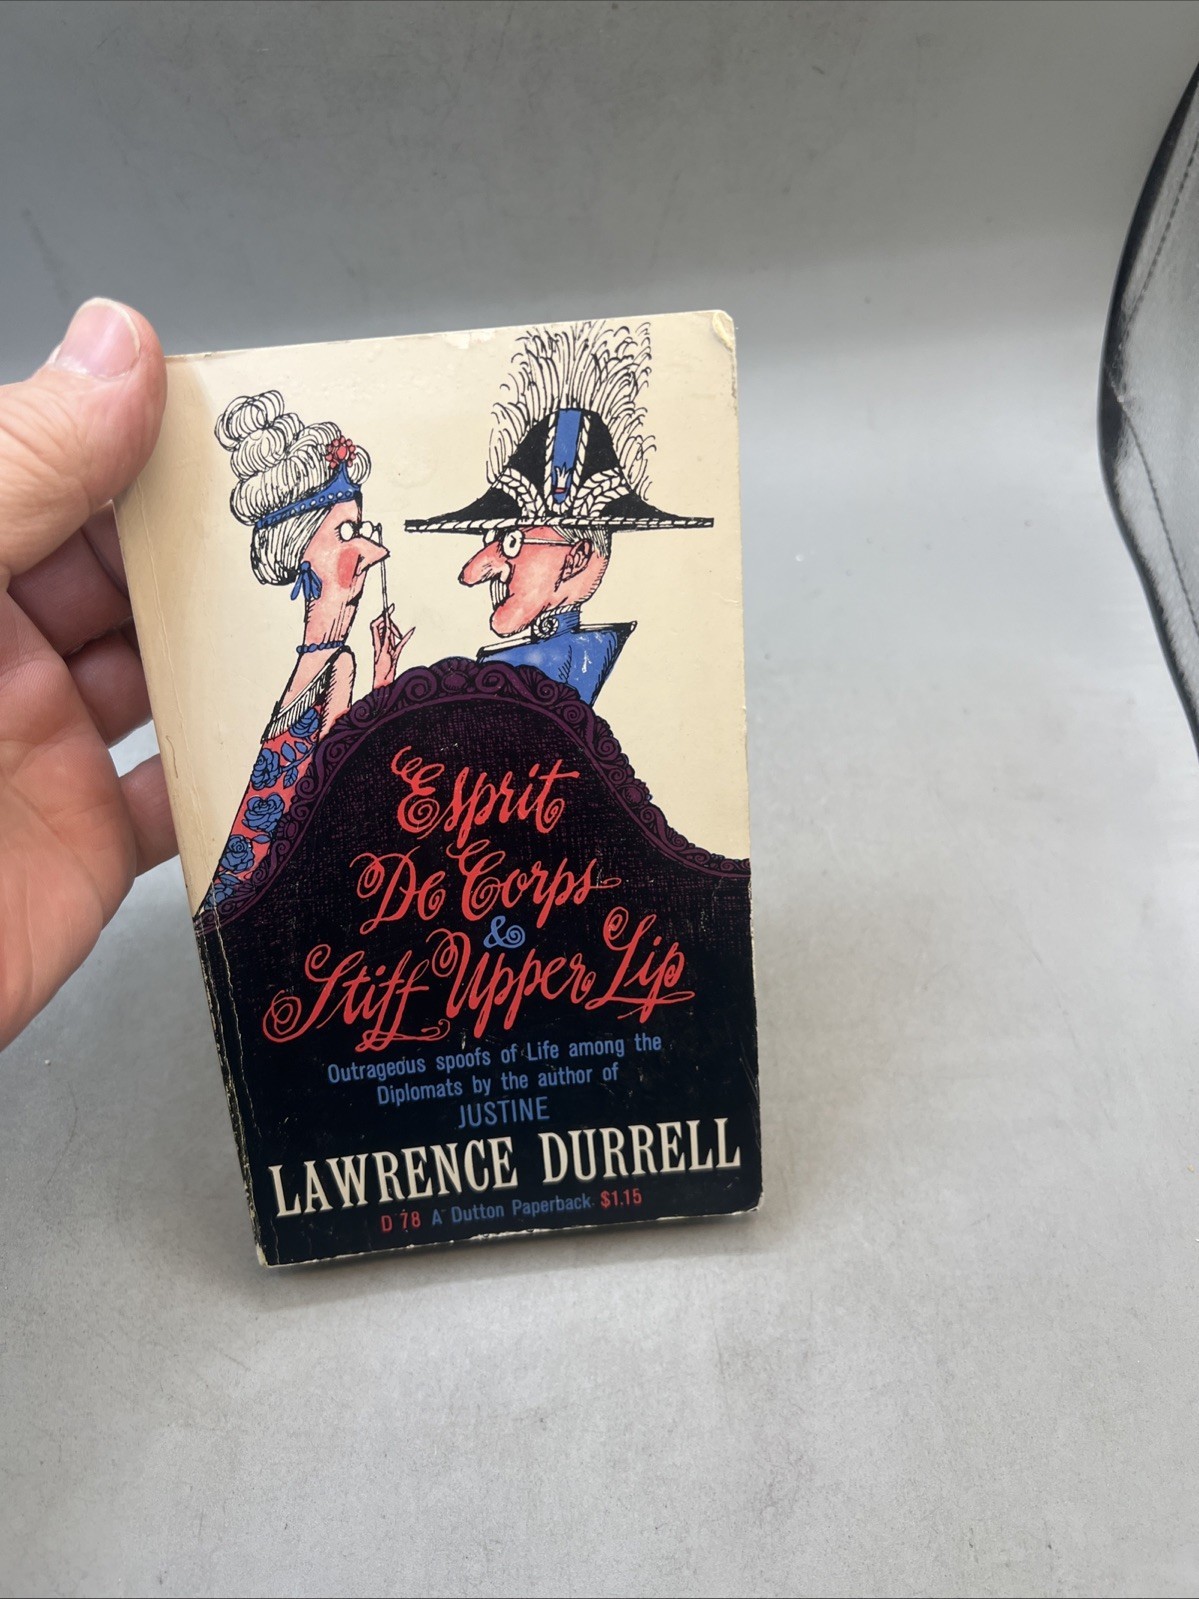 Esprit
De Corps
&
Stiff Upper Lip
Outrageous spoofs of Life among the
Diplomats by the author of
JUSTINE
LAWRENCE DURRELL
D 78 A Dutton Paperback $1.15